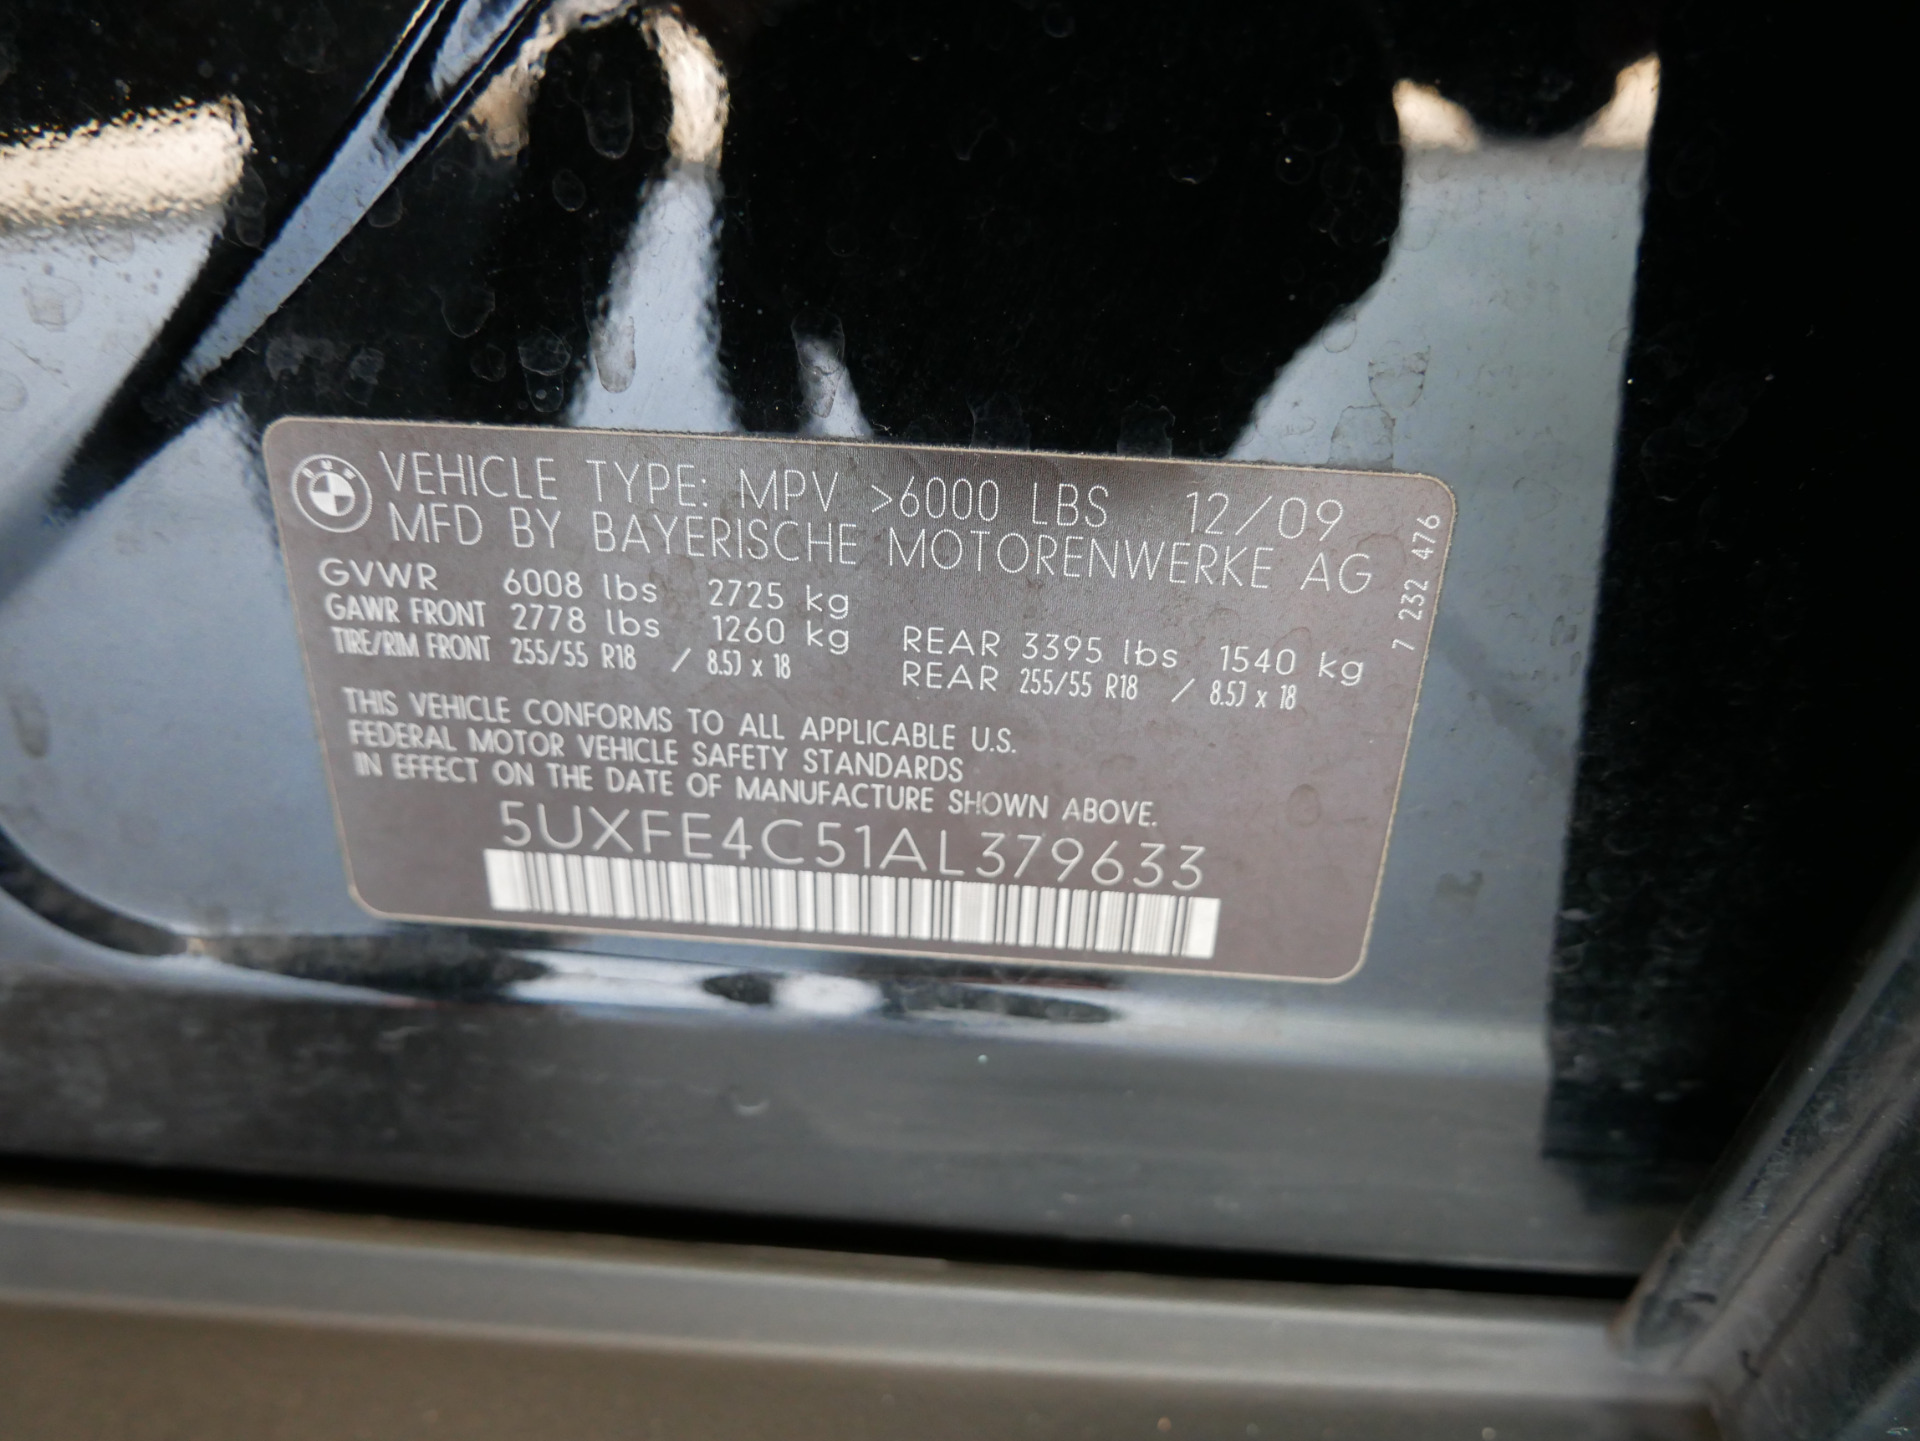 BMW
VEHICLE TYPE: MPV >6000 LBS 12/09
MFD BY BAYERISCHE MOTORENWERKE AG
GVWR 6008 lbs 2725 kg
GAWR FRONT 2778 lbs 1260 kg REAR 3395 lbs 1540 kg
TIRE/RIM FRONT 255/55 R18 / 8.5J x 18 REAR 255/55 R18 / 8.5J x 18
THIS VEHICLE CONFORMS TO ALL APPLICABLE U.S.
FEDERAL MOTOR VEHICLE SAFETY STANDARDS
IN EFFECT ON THE DATE OF MANUFACTURE SHOWN ABOVE.
5UXFE4C51AL379633
7 232 476